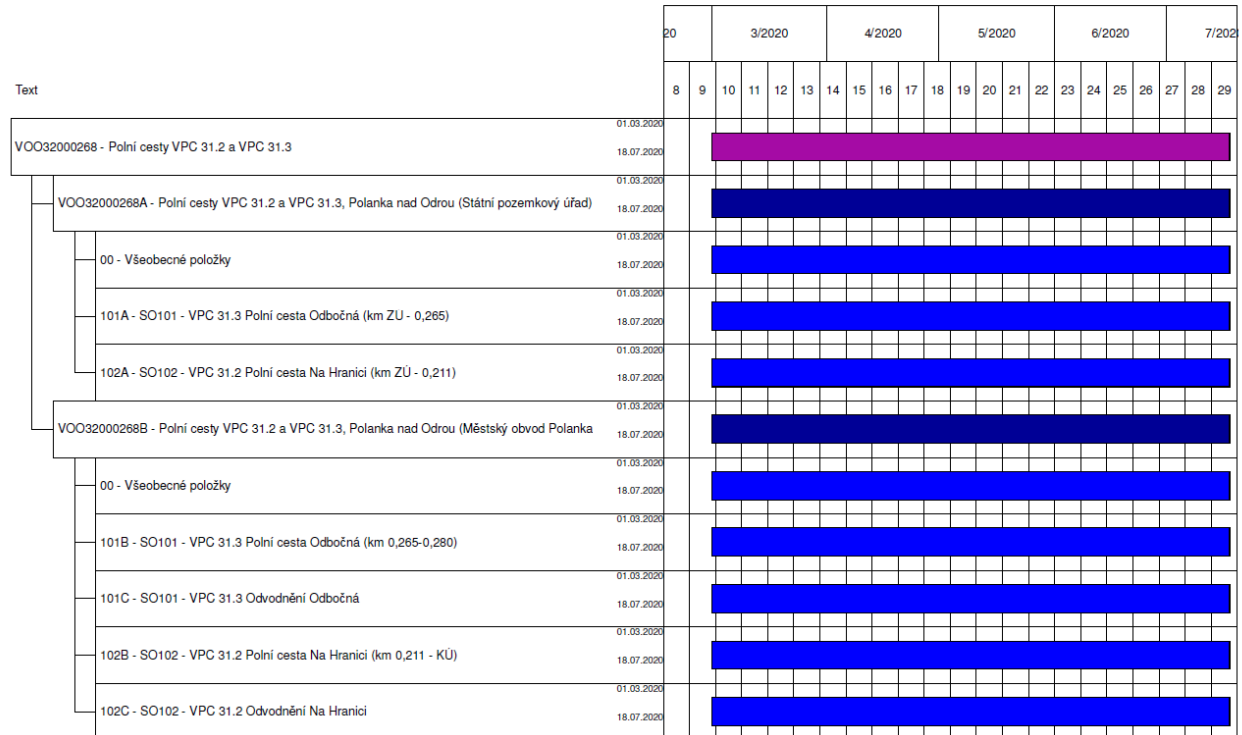 20 3/2020 4/2020 5/2020 6/2020 7/202
Text 8 9 10 11 12 13 14 15 16 17 18 19 20 21 22 23 24 25 26 27 28 29
01.03.2020
VOO32000268 - Polní cesty VPC 31.2 a VPC 31.3
18.07.2020
01.03.2020
VOO32000268A - Polní cesty VPC 31.2 a VPC 31.3, Polanka nad Odrou (Státní pozemkový úřad)
18.07.2020
01.03.2020
00 - Všeobecné položky
18.07.2020
01.03.2020
101A - SO101 - VPC 31.3 Polní cesta Odbočná (km ZU - 0,265)
18.07.2020
01.03.2020
102A - SO102 - VPC 31.2 Polní cesta Na Hranici (km ZÚ - 0,211)
18.07.2020
01.03.2020
VOO32000268B - Polní cesty VPC 31.2 a VPC 31.3, Polanka nad Odrou (Městský obvod Polanka
18.07.2020
01.03.2020
00 - Všeobecné položky
18.07.2020
01.03.2020
101B - SO101 - VPC 31.3 Polní cesta Odbočná (km 0,265-0,280)
18.07.2020
01.03.2020
101C - SO101 - VPC 31.3 Odvodnění Odbočná
18.07.2020
01.03.2020
102B - SO102 - VPC 31.2 Polní cesta Na Hranici (km 0,211 - KÚ)
18.07.2020
01.03.2020
102C - SO102 - VPC 31.2 Odvodnění Na Hranici
18.07.2020